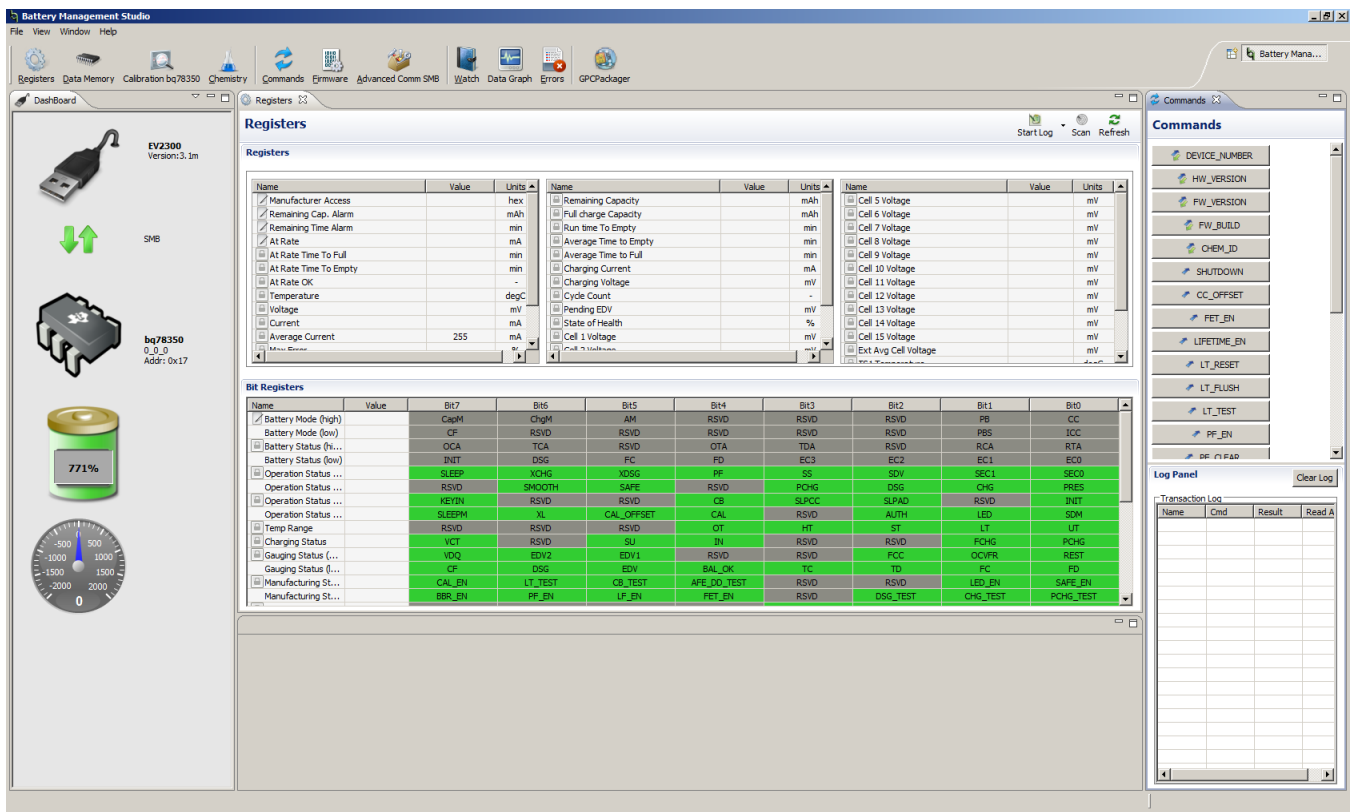 Battery Management Studio
File View Window Help
Registers Data Memory Calibration bq78350 Chemistry Commands Firmware Advanced Comm SMB Watch Data Graph Errors GPCPackager
Battery Mana...
DashBoard
EV2300
Version:3.1m
SMB
bq78350
0_0_0
Addr: 0x17
771%
-500 0 500
-1000 1000
-1500 1500
-2000 2000
0
Registers
Registers
Start Log Scan Refresh
Registers
Name Value Units
Manufacturer Access hex
Remaining Cap. Alarm mAh
Remaining Time Alarm min
At Rate mA
At Rate Time To Full min
At Rate Time To Empty min
At Rate OK -
Temperature degC
Voltage mV
Current mA
Average Current 255 mA
Max Error %
Name Value Units
Remaining Capacity mAh
Full charge Capacity mAh
Run time To Empty min
Average Time to Empty min
Average Time to Full min
Charging Current mA
Charging Voltage mV
Cycle Count -
Pending EDV mV
State of Health %
Cell 1 Voltage mV
Cell 2 Voltage mV
Name Value Units
Cell 5 Voltage mV
Cell 6 Voltage mV
Cell 7 Voltage mV
Cell 8 Voltage mV
Cell 9 Voltage mV
Cell 10 Voltage mV
Cell 11 Voltage mV
Cell 12 Voltage mV
Cell 13 Voltage mV
Cell 14 Voltage mV
Cell 15 Voltage mV
Ext Avg Cell Voltage mV
TS1 Temperature degC
Bit Registers
Name Value Bit7 Bit6 Bit5 Bit4 Bit3 Bit2 Bit1 Bit0
Battery Mode (high) CapM ChgM AM RSVD RSVD RSVD PB CC
Battery Mode (low) CF RSVD RSVD RSVD RSVD RSVD PBS ICC
Battery Status (hi... OCA TCA RSVD OTA TDA RSVD RCA RTA
Battery Status (low) INIT DSG FC FD EC3 EC2 EC1 EC0
Operation Status ... SLEEP XCHG XDSG PF SS SDV SEC1 SEC0
Operation Status ... RSVD SMOOTH SAFE RSVD PCHG DSG CHG PRES
Operation Status ... KEYIN RSVD RSVD CB SLPCC SLPAD RSVD INIT
Operation Status ... SLEEPM XL CAL_OFFSET CAL RSVD AUTH LED SDM
Temp Range RSVD RSVD RSVD OT HT ST LT UT
Charging Status VCT RSVD SU IN RSVD RSVD FCHG PCHG
Gauging Status (... VDQ EDV2 EDV1 RSVD RSVD FCC OCVFR REST
Gauging Status (l... CF DSG EDV BAL_OK TC TD FC FD
Manufacturing St... CAL_EN LT_TEST CB_TEST AFE_DD_TEST RSVD RSVD LED_EN SAFE_EN
Manufacturing St... BBR_EN PF_EN LF_EN FET_EN RSVD DSG_TEST CHG_TEST PCHG_TEST
Commands
Commands
DEVICE_NUMBER
HW_VERSION
FW_VERSION
FW_BUILD
CHEM_ID
SHUTDOWN
CC_OFFSET
FET_EN
LIFETIME_EN
LT_RESET
LT_FLUSH
LT_TEST
PF_EN
PF_CLEAR
Log Panel Clear Log
Transaction Log
Name Cmd Result Read A